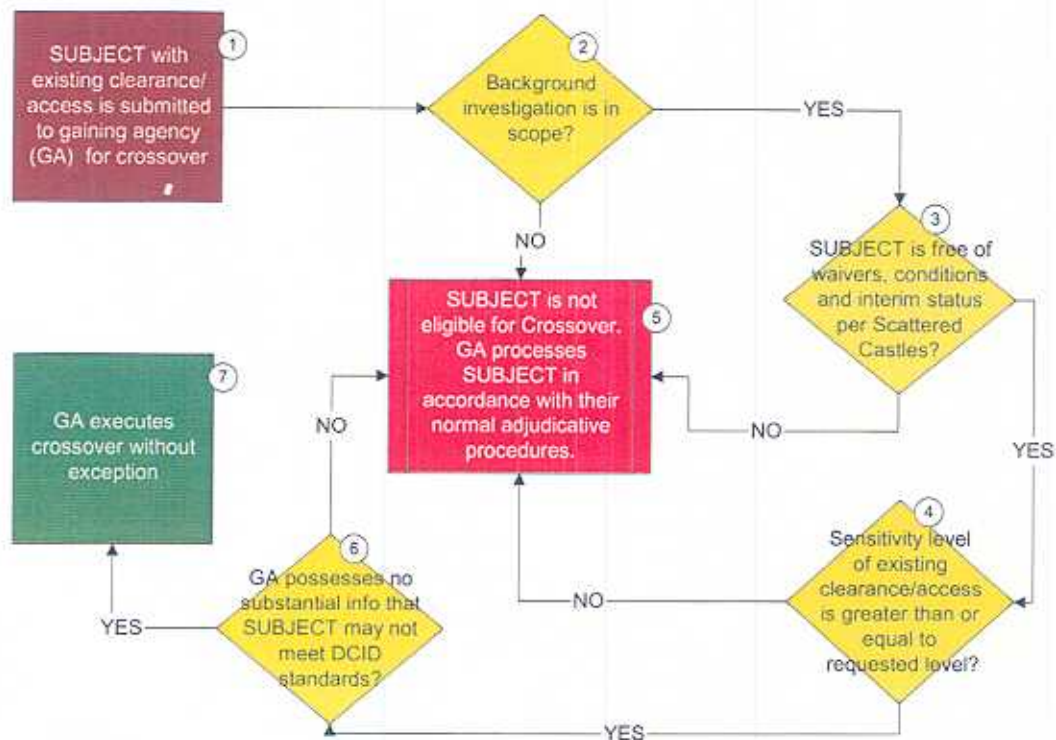 1
SUBJECT with
existing clearance/
access is submitted
to gaining agency
(GA) for crossover
2
Background
investigation is in
scope?
YES
NO
3
SUBJECT is free of
waivers, conditions
and interim status
per Scattered
Castles?
NO
YES
4
Sensitivity level
of existing
clearance/access
is greater than or
equal to
requested level?
NO
YES
5
SUBJECT is not
eligible for Crossover.
GA processes
SUBJECT in
accordance with their
normal adjudicative
procedures.
6
GA possesses no
substantial info that
SUBJECT may not
meet DCID
standards?
NO
YES
7
GA executes
crossover without
exception